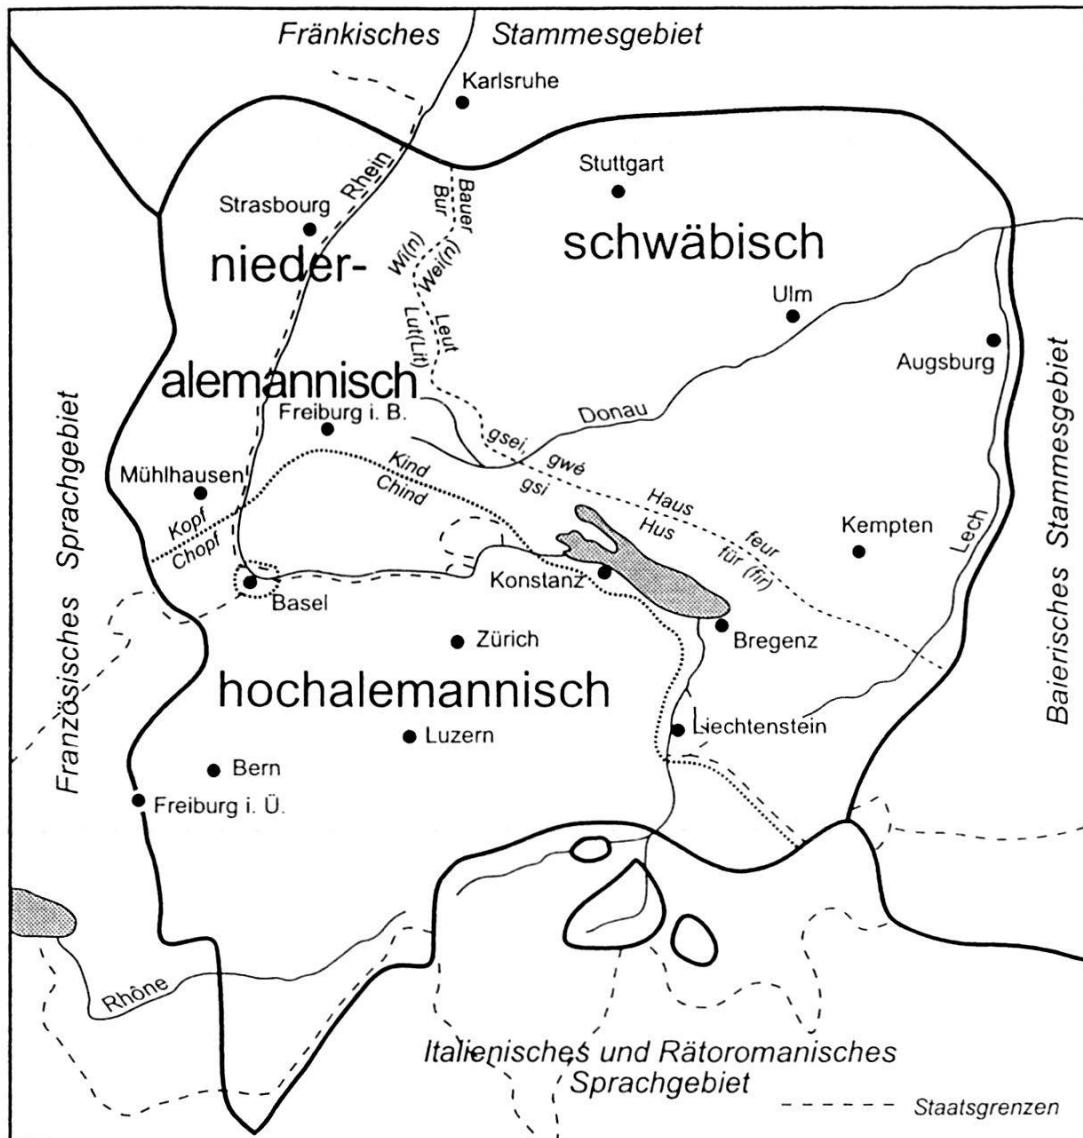 Fränkisches Stammesgebiet
Karlsruhe
Rhein
Stuttgart
Bauer
Bur
Strasbourg
schwäbisch
nieder-
Wi(n)
Wei(n)
Ulm
Leut
Lut(Lit)
Augsburg
alemannisch
Freiburg i. B.
Donau
gsei, gwé
gsi
Mühlhausen
Kind
Chind
Haus
Hus
feur
für (fir)
Kempten
Lech
Kopf
Chopf
Konstanz
Basel
Zürich
Bregenz
hochalemannisch
Liechtenstein
Luzern
Bern
Freiburg i. Ü.
Französisches Sprachgebiet
Baierisches Stammesgebiet
Rhône
Italienisches und Rätoromanisches
Sprachgebiet
Staatsgrenzen